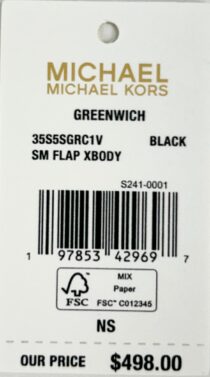 MICHAEL
MICHAEL KORS
GREENWICH
35S5SGRC1V BLACK
SM FLAP XBODY
S241-0001
1 97853 42969 7
FSC
MIX
Paper
FSC™ C012345
NS
OUR PRICE $498.00